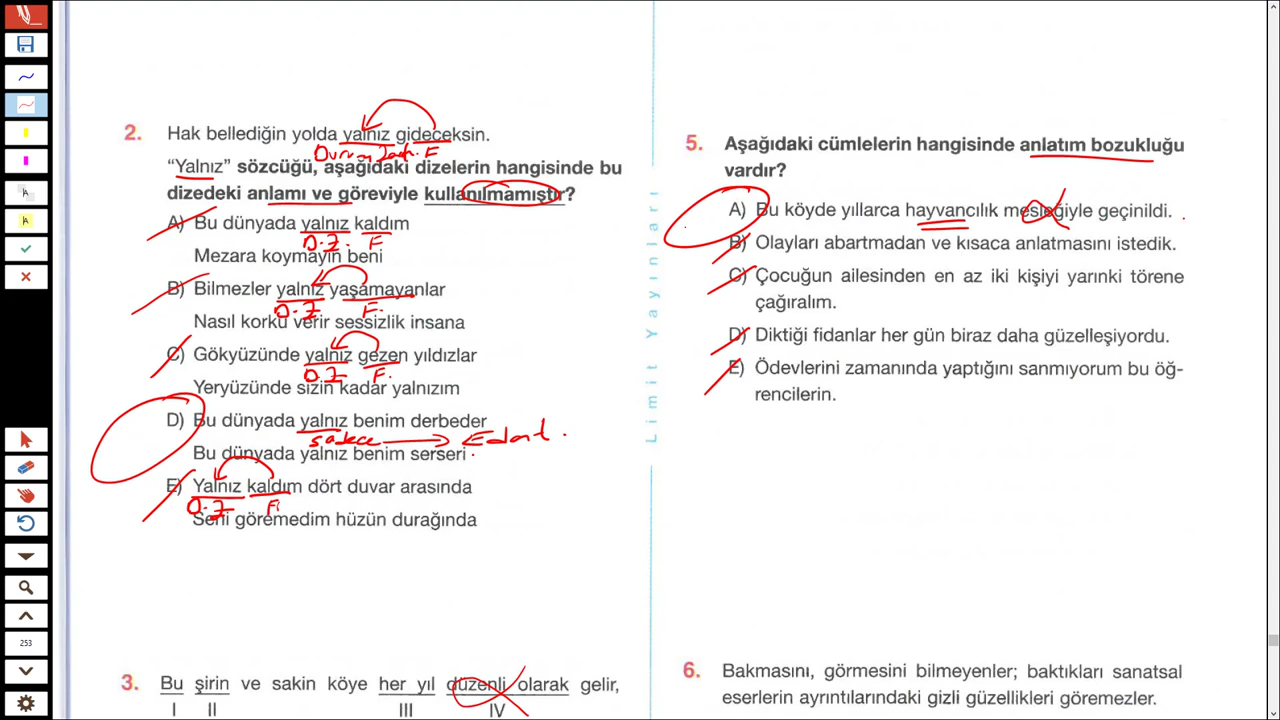 2. Hak bellediğin yolda yalnız gideceksin.
Durum Zarf. F
"Yalnız" sözcüğü, aşağıdaki dizelerin hangisinde bu
dizedeki anlamı ve göreviyle kullanılmamıştır?
A) Bu dünyada yalnız kaldım
D.Z. F
Mezara koymayın beni
B) Bilmezler yalnız yaşamayanlar
D.Z F.
Nasıl korku verir sessizlik insana
C) Gökyüzünde yalnız gezen yıldızlar
D.Z F.
Yeryüzünde sizin kadar yalnızım
D) Bu dünyada yalnız benim derbeder
sadece Edat.
Bu dünyada yalnız benim serseri
E) Yalnız kaldım dört duvar arasında
D.Z F
Seni göremedim hüzün durağında
3. Bu şirin ve sakin köye her yıl düzenli olarak gelir,
I II III IV
Limit Yayınları
5. Aşağıdaki cümlelerin hangisinde anlatım bozukluğu
vardır?
A) Bu köyde yıllarca hayvancılık mesleğiyle geçinildi.
B) Olayları abartmadan ve kısaca anlatmasını istedik.
C) Çocuğun ailesinden en az iki kişiyi yarınki törene
çağıralım.
D) Diktiği fidanlar her gün biraz daha güzelleşiyordu.
E) Ödevlerini zamanında yaptığını sanmıyorum bu öğ-
rencilerin.
6. Bakmasını, görmesini bilmeyenler; baktıkları sanatsal
eserlerin ayrıntılarındaki gizli güzellikleri göremezler.
A
A
253